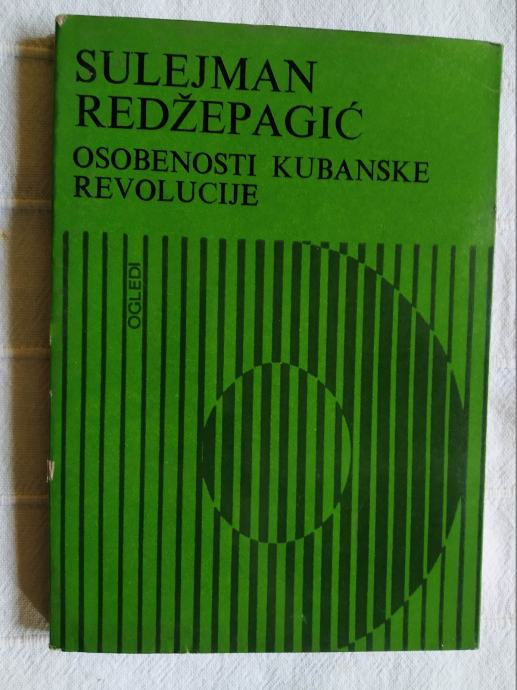 SULEJMAN
REDŽEPAGIĆ
OSOBENOSTI KUBANSKE
REVOLUCIJE
OGLEDI